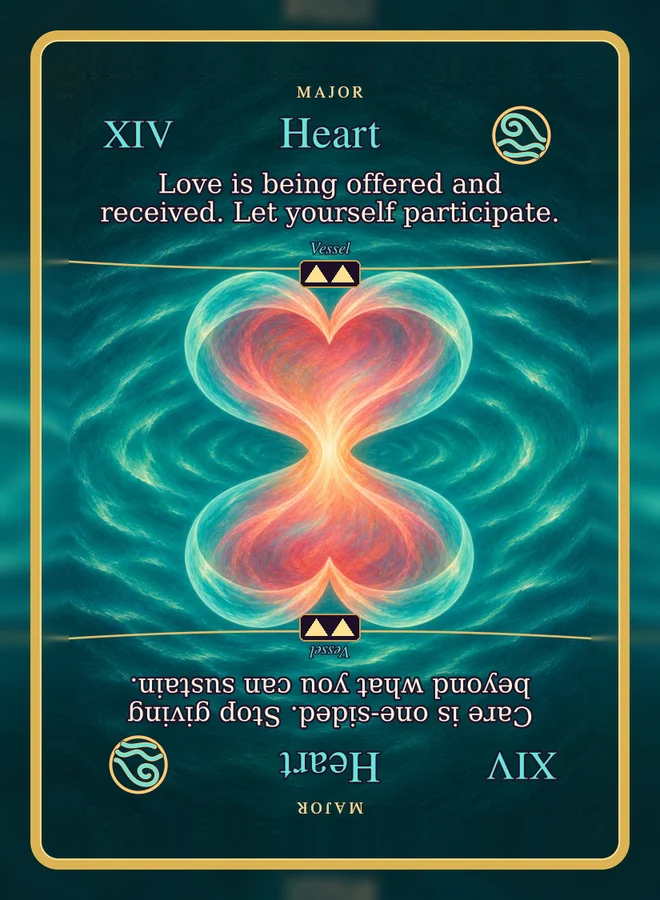 MAJOR
XIV Heart
Love is being offered and
received. Let yourself participate.
Vessel
Vessel
Care is one-sided. Stop giving
beyond what you can sustain.
XIV Heart
MAJOR